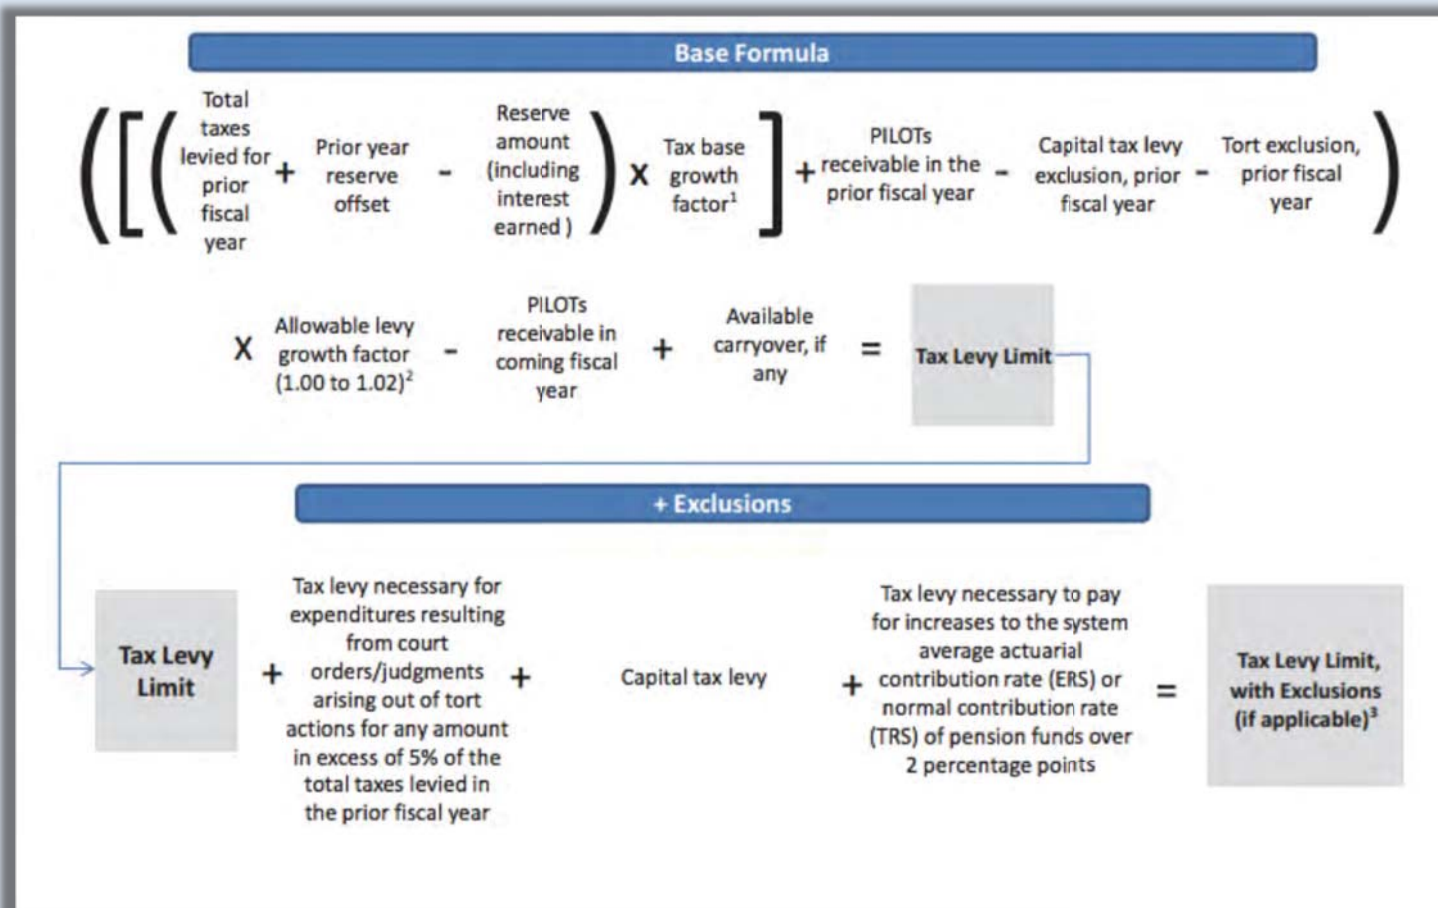 Base Formula
( [ ( Total taxes levied for prior fiscal year + Prior year reserve offset - Reserve amount (including interest earned ) ) X Tax base growth factor¹ ] + PILOTs receivable in the prior fiscal year - Capital tax levy exclusion, prior fiscal year - Tort exclusion, prior fiscal year )
X Allowable levy growth factor (1.00 to 1.02)² - PILOTs receivable in coming fiscal year + Available carryover, if any = Tax Levy Limit
+ Exclusions
Tax Levy Limit + Tax levy necessary for expenditures resulting from court orders/judgments arising out of tort actions for any amount in excess of 5% of the total taxes levied in the prior fiscal year + Capital tax levy + Tax levy necessary to pay for increases to the system average actuarial contribution rate (ERS) or normal contribution rate (TRS) of pension funds over 2 percentage points = Tax Levy Limit, with Exclusions (if applicable)³